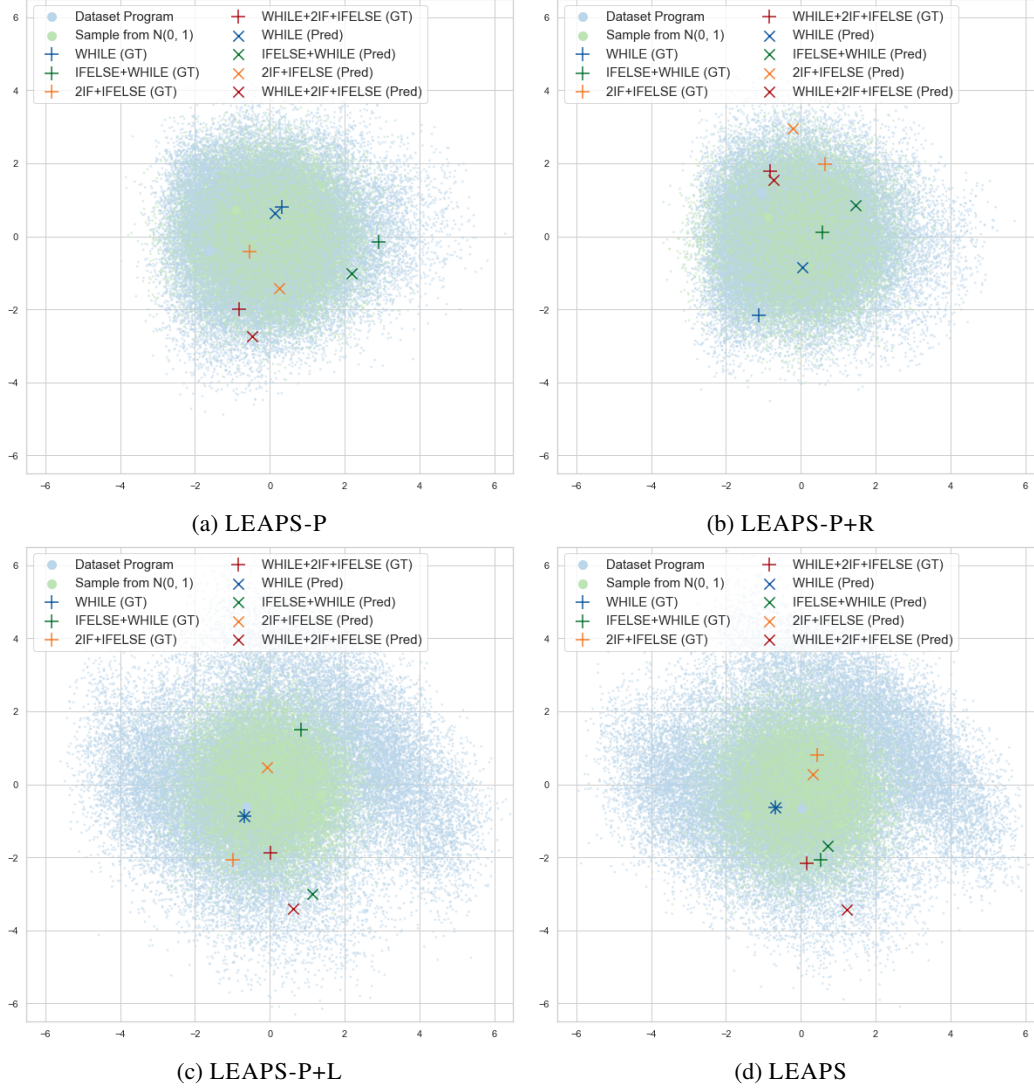 6
4
2
0
−2
−4
−6
Dataset Program
Sample from N(0, 1)
WHILE (GT)
IFELSE+WHILE (GT)
2IF+IFELSE (GT)
WHILE+2IF+IFELSE (GT)
WHILE (Pred)
IFELSE+WHILE (Pred)
2IF+IFELSE (Pred)
WHILE+2IF+IFELSE (Pred)
−6 −4 −2 0 2 4 6
(a) LEAPS-P
6
4
2
0
−2
−4
−6
Dataset Program
Sample from N(0, 1)
WHILE (GT)
IFELSE+WHILE (GT)
2IF+IFELSE (GT)
WHILE+2IF+IFELSE (GT)
WHILE (Pred)
IFELSE+WHILE (Pred)
2IF+IFELSE (Pred)
WHILE+2IF+IFELSE (Pred)
−6 −4 −2 0 2 4 6
(b) LEAPS-P+R
6
4
2
0
−2
−4
−6
Dataset Program
Sample from N(0, 1)
WHILE (GT)
IFELSE+WHILE (GT)
2IF+IFELSE (GT)
WHILE+2IF+IFELSE (GT)
WHILE (Pred)
IFELSE+WHILE (Pred)
2IF+IFELSE (Pred)
WHILE+2IF+IFELSE (Pred)
−6 −4 −2 0 2 4 6
(c) LEAPS-P+L
6
4
2
0
−2
−4
−6
Dataset Program
Sample from N(0, 1)
WHILE (GT)
IFELSE+WHILE (GT)
2IF+IFELSE (GT)
WHILE+2IF+IFELSE (GT)
WHILE (Pred)
IFELSE+WHILE (Pred)
2IF+IFELSE (Pred)
WHILE+2IF+IFELSE (Pred)
−6 −4 −2 0 2 4 6
(d) LEAPS